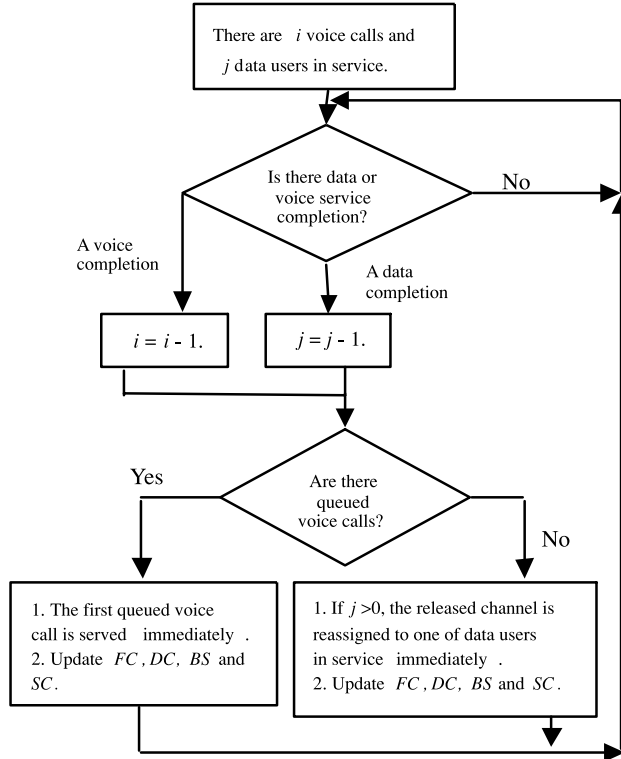 There are i voice calls and
j data users in service.
Is there data or
voice service
completion?
No
A voice
completion
A data
completion
i = i - 1.
j = j - 1.
Yes
Are there
queued
voice calls?
No
1. The first queued voice
call is served immediately .
2. Update FC , DC, BS and
SC .
1. If j >0, the released channel is
reassigned to one of data users
in service immediately .
2. Update FC , DC, BS and SC .